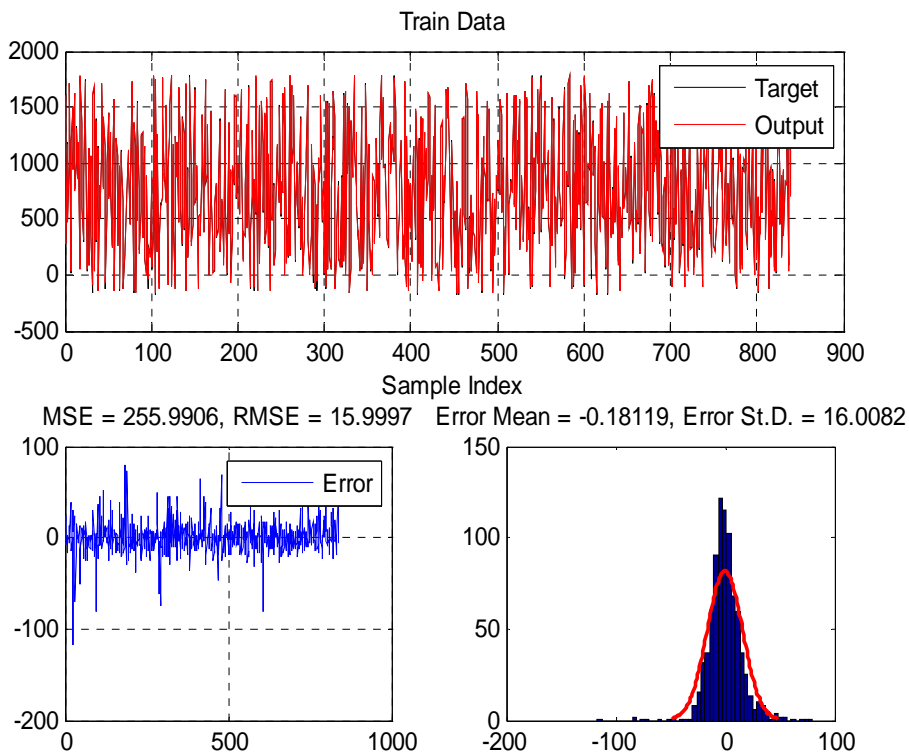 Train Data
2000
1500
1000
500
0
-500
Target
Output
0 100 200 300 400 500 600 700 800 900
Sample Index
MSE = 255.9906, RMSE = 15.9997
Error Mean = -0.18119, Error St.D. = 16.0082
100
0
-100
-200
Error
0 500 1000
150
100
50
0
-200 -100 0 100